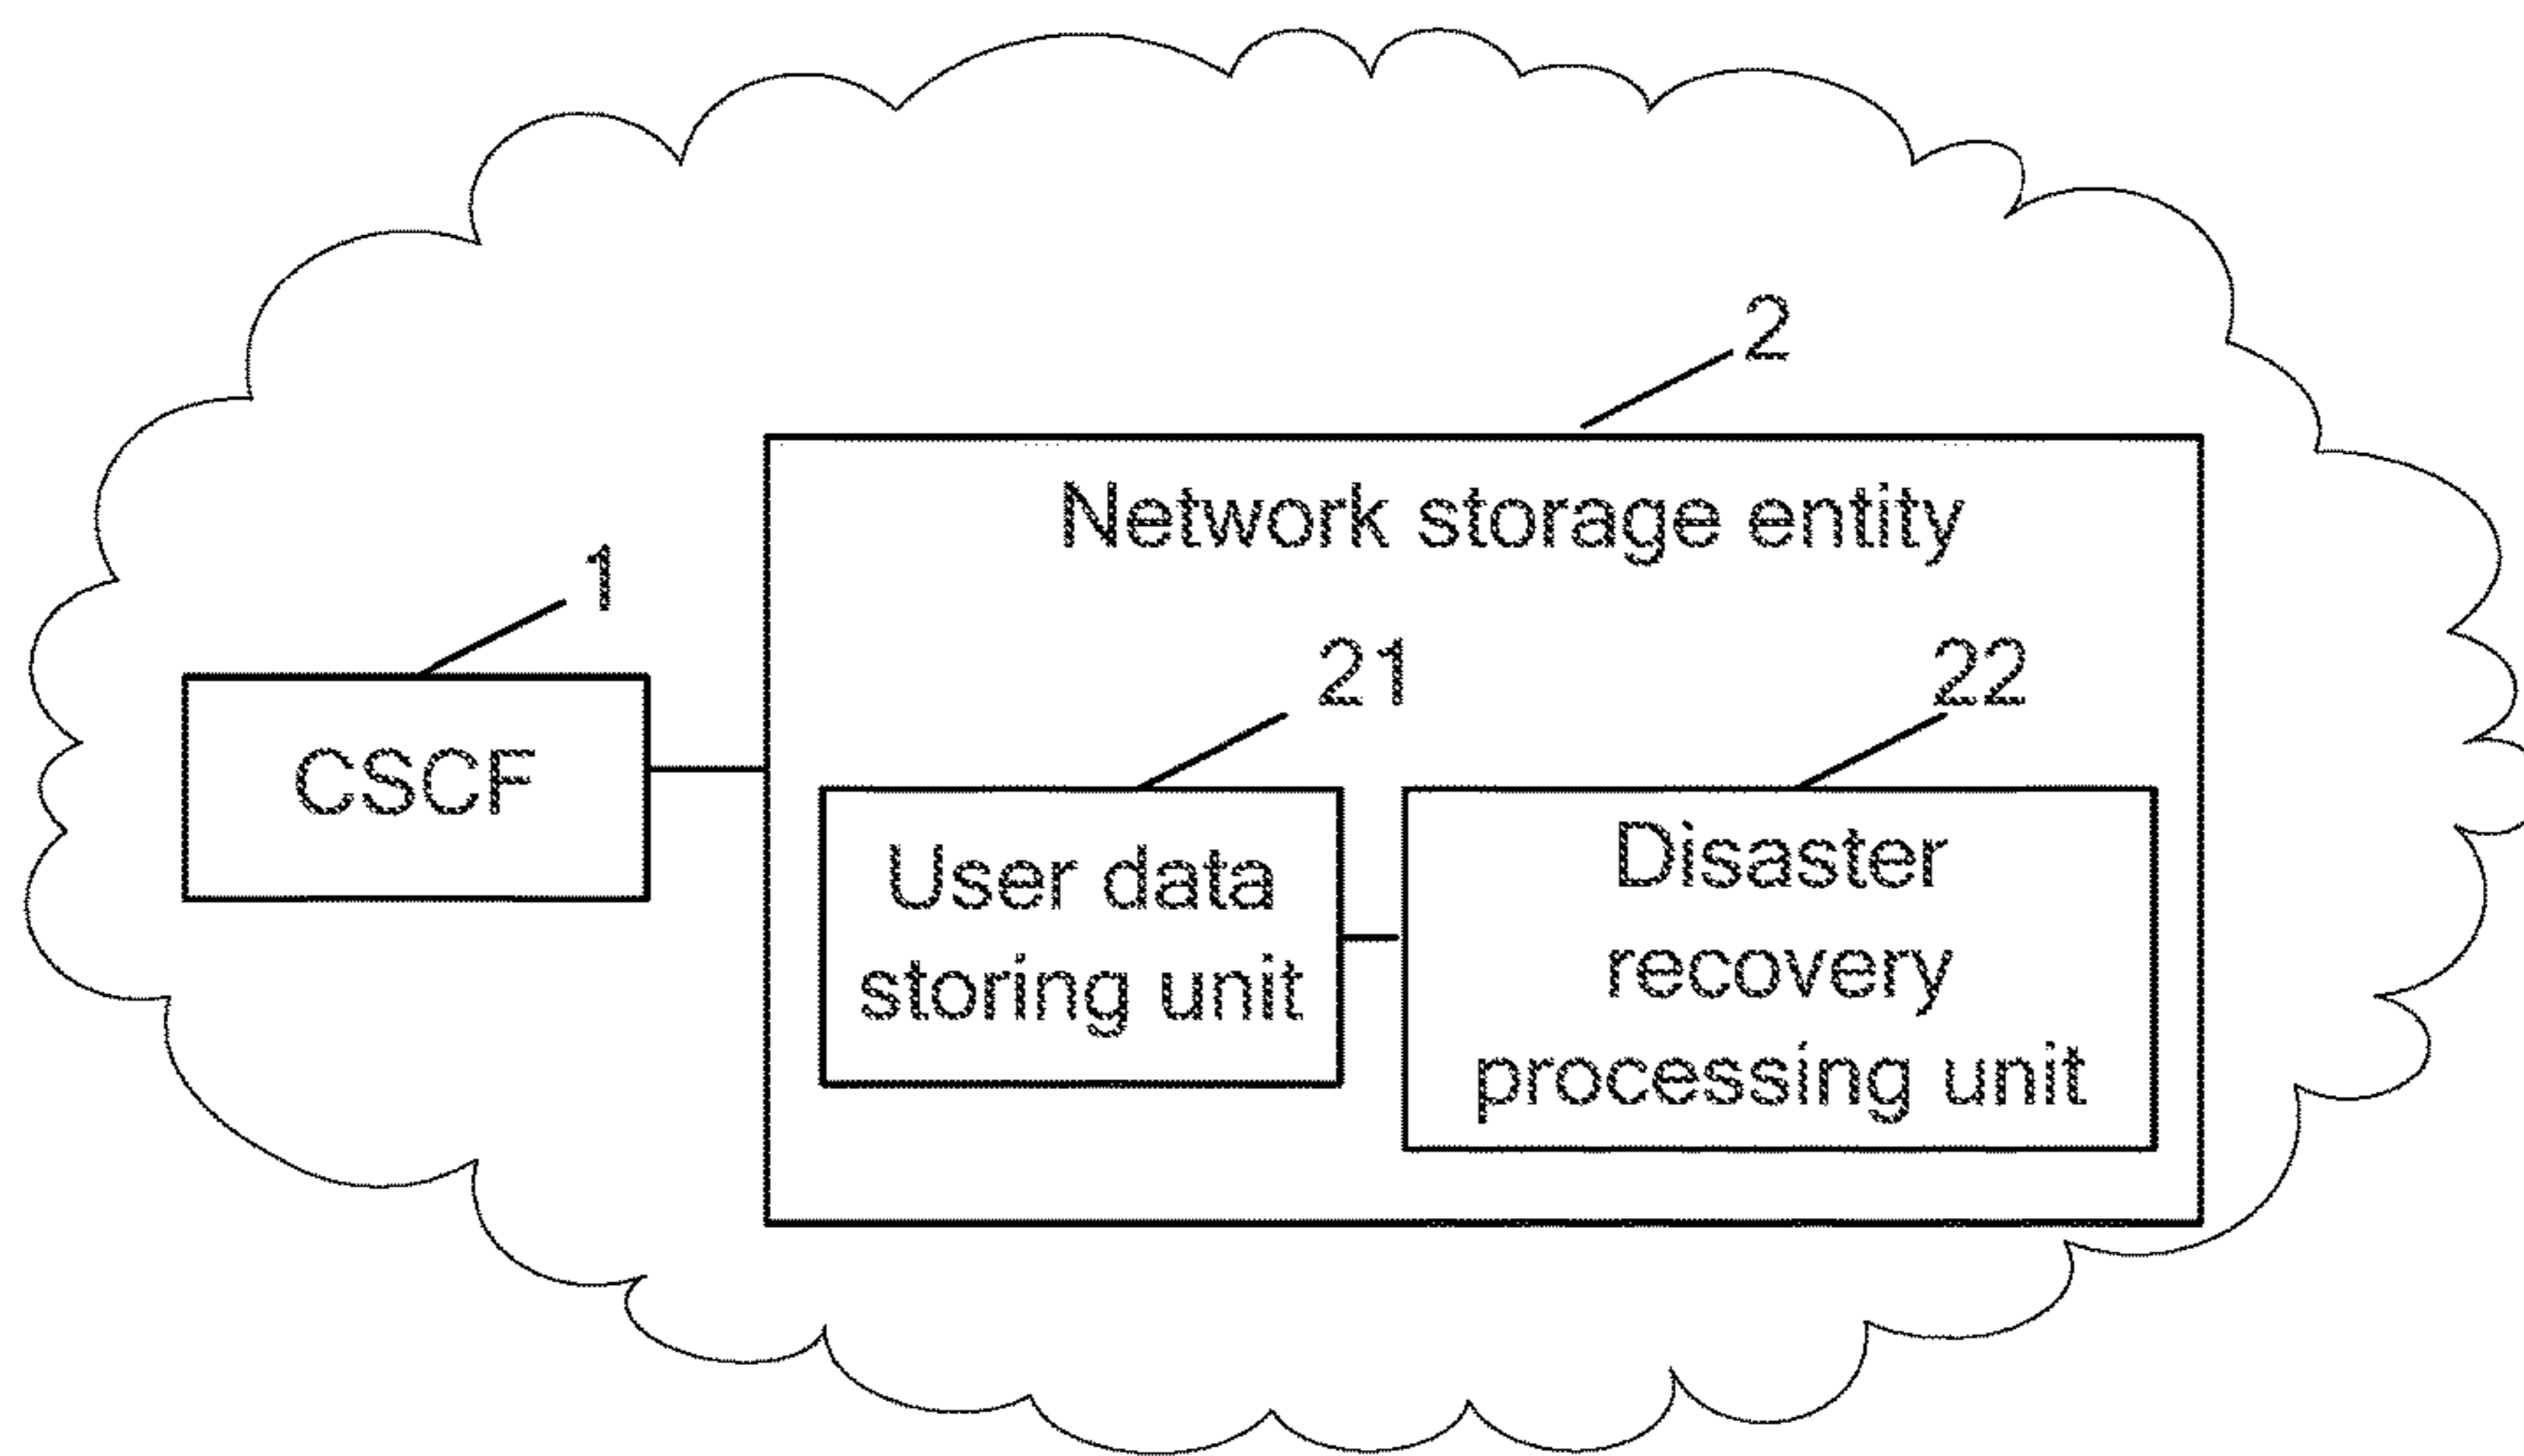 2
Network storage entity
1
21
22
CSCF
User data
storing unit
Disaster
recovery
processing unit